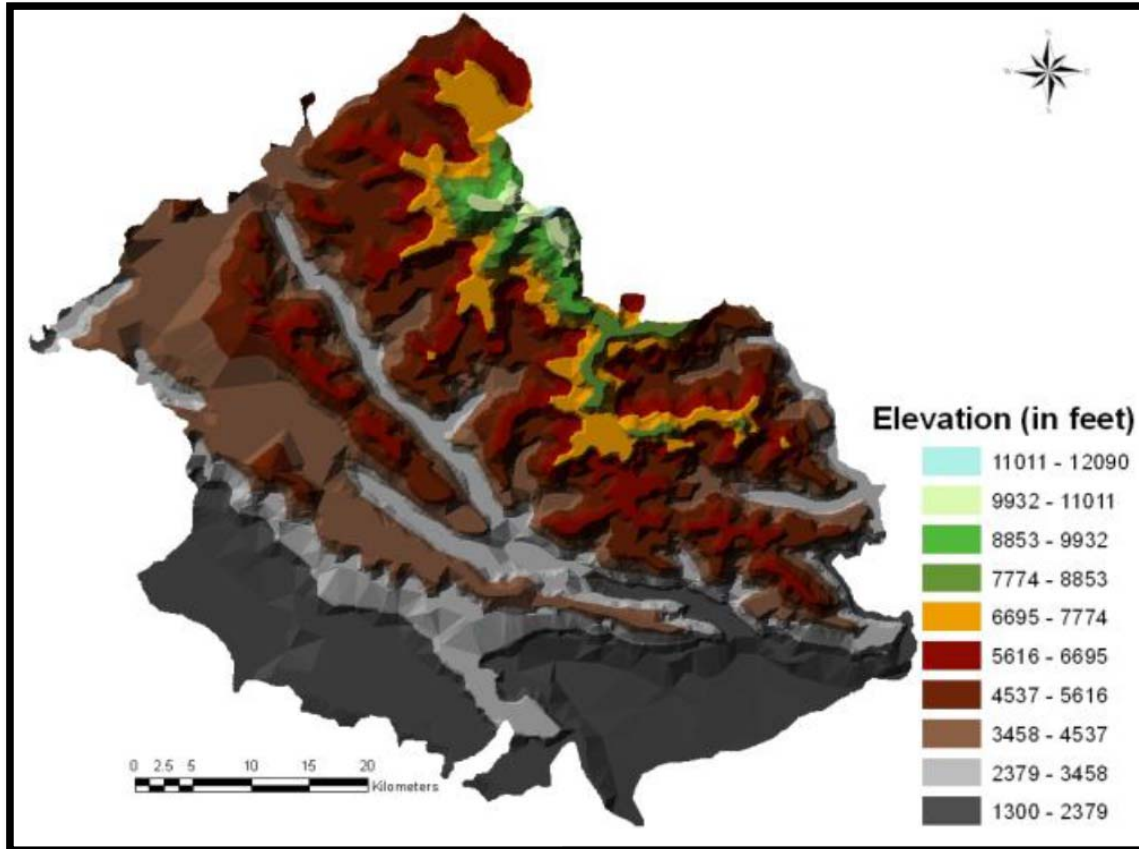 N
W E
S
Elevation (in feet)
11011 - 12090
9932 - 11011
8853 - 9932
7774 - 8853
6695 - 7774
5616 - 6695
4537 - 5616
3458 - 4537
2379 - 3458
1300 - 2379
0 2.5 5 10 15 20
Kilometers